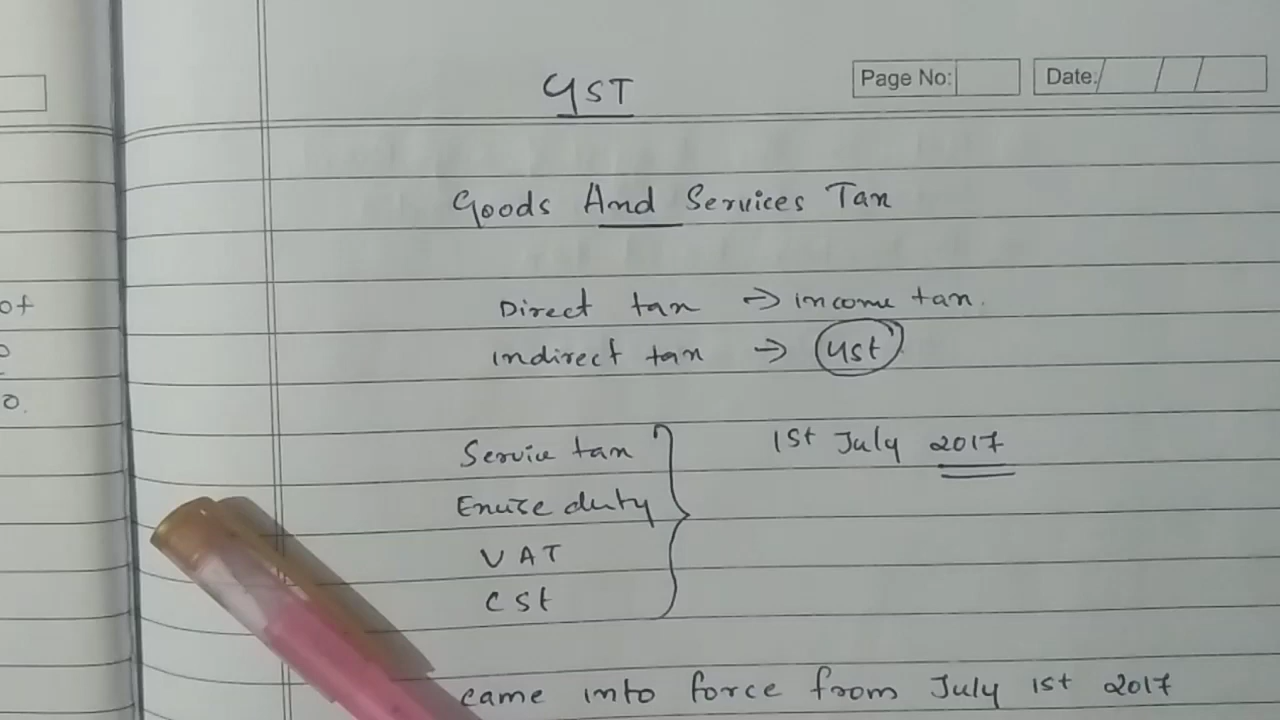 GST
Page No:
Date:
Goods And Services Tax
Direct tax → income tax.
Indirect tax → Gst
Service tax
1st July 2017
Excise duty
VAT
CSt
came into force from July 1st 2017
of
o.